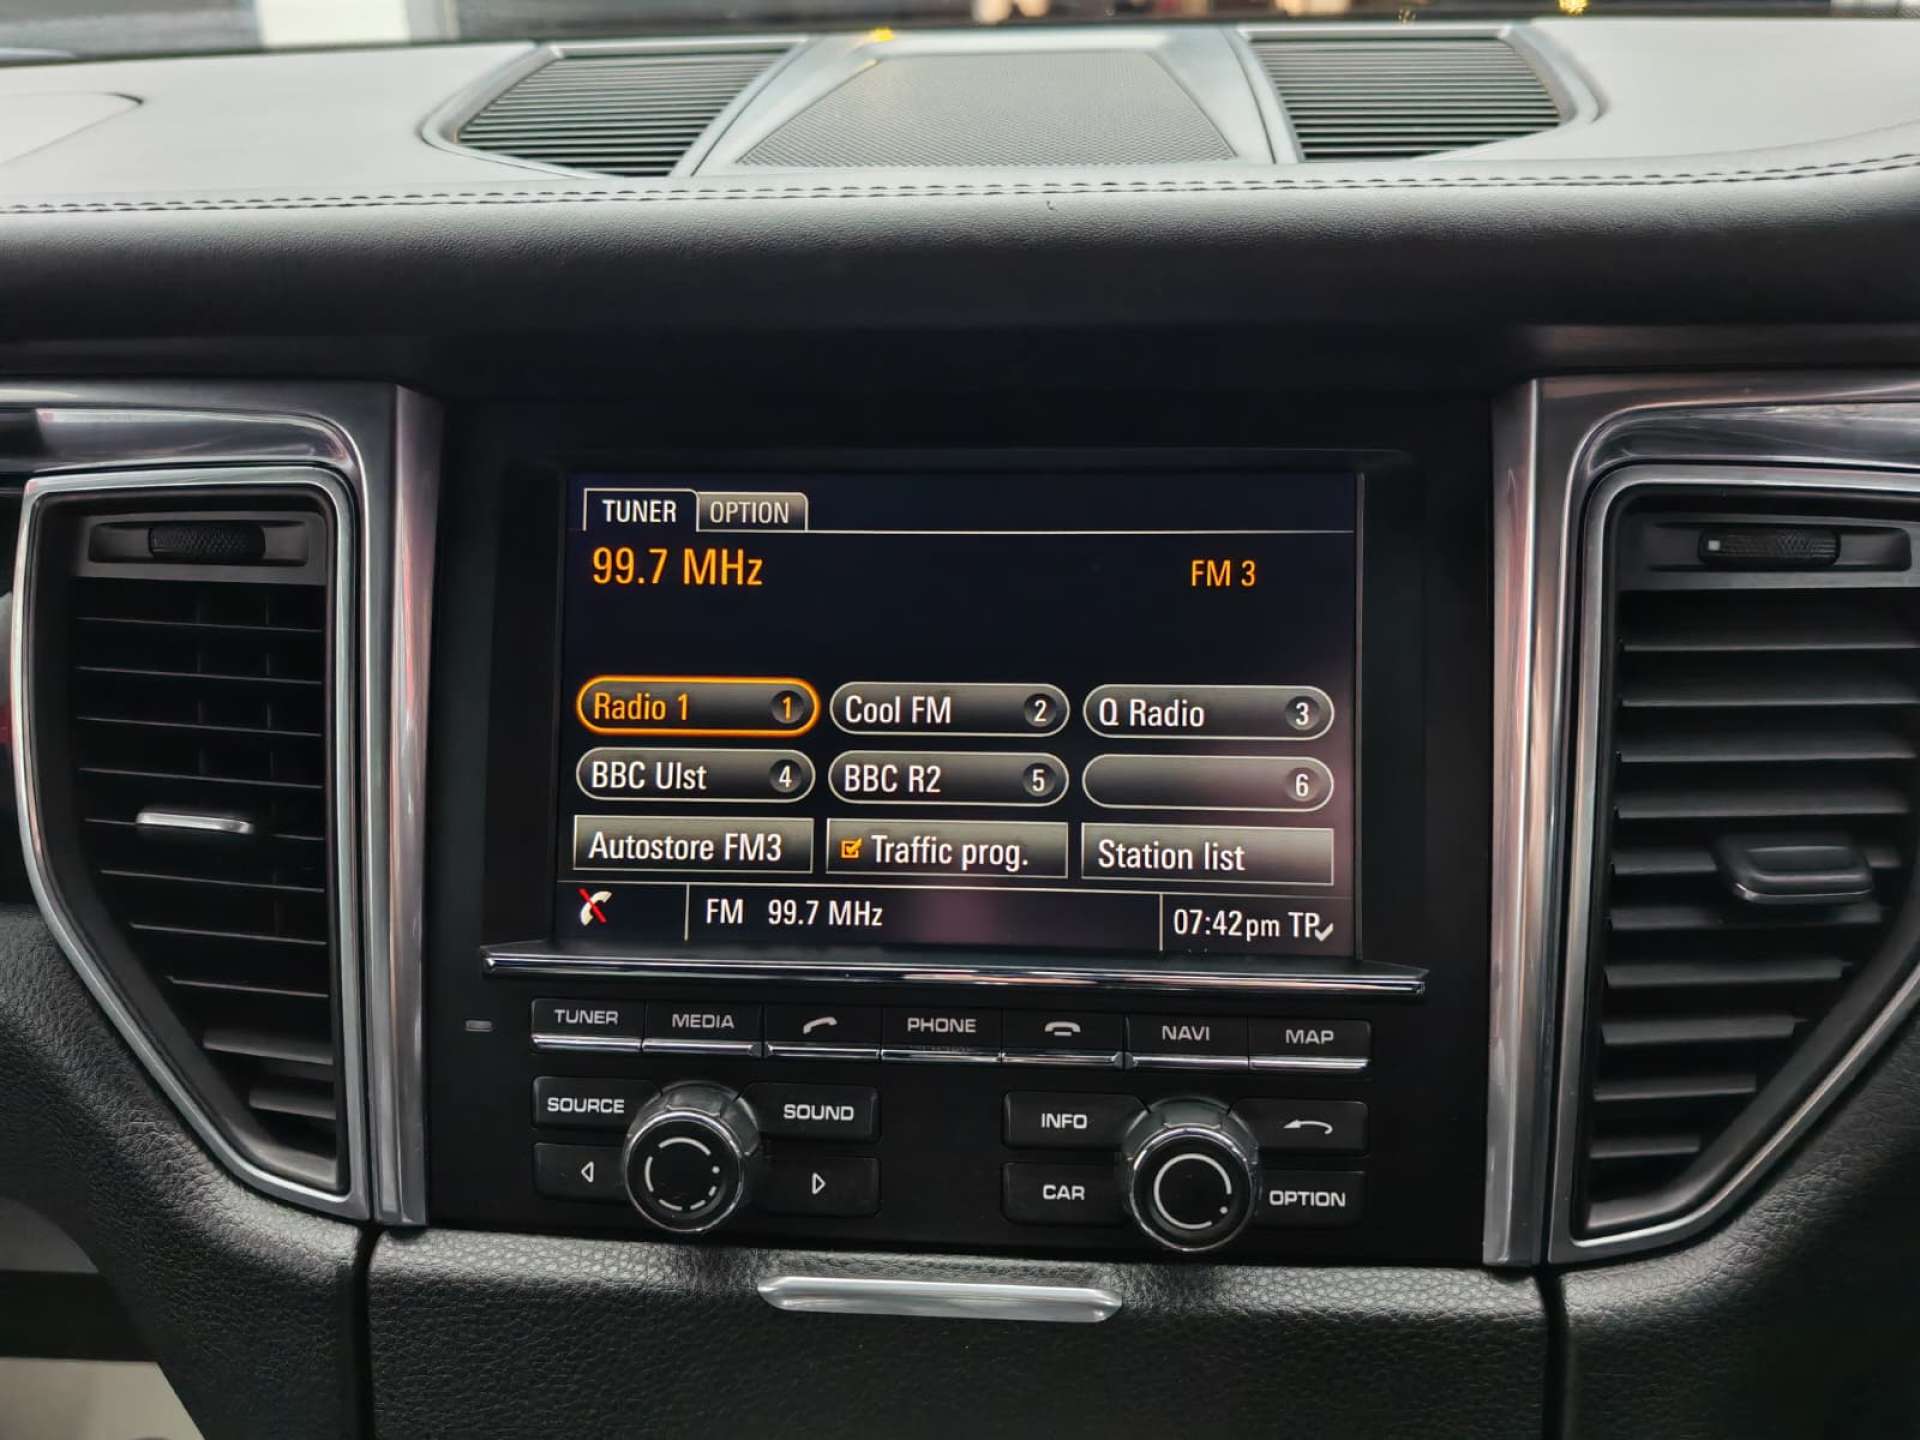 TUNER OPTION
99.7 MHz FM 3
Radio 1 1 Cool FM 2 Q Radio 3
BBC Ulst 4 BBC R2 5 6
Autostore FM3 Traffic prog. Station list
FM 99.7 MHz 07:42pm TP
TUNER MEDIA PHONE NAVI MAP
SOURCE SOUND INFO
CAR OPTION